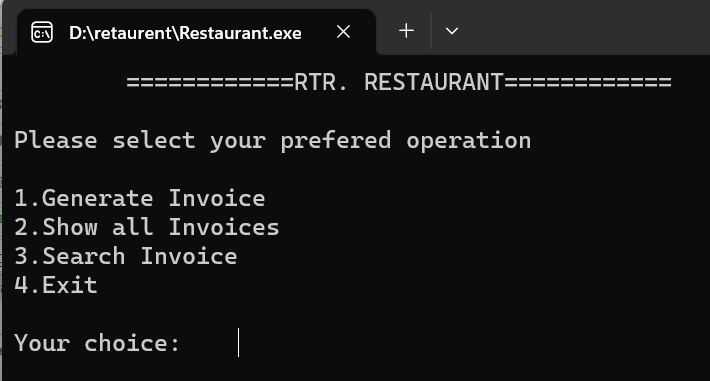 D:\retaurent\Restaurant.exe
============RTR. RESTAURANT============
Please select your prefered operation
1.Generate Invoice
2.Show all Invoices
3.Search Invoice
4.Exit
Your choice: